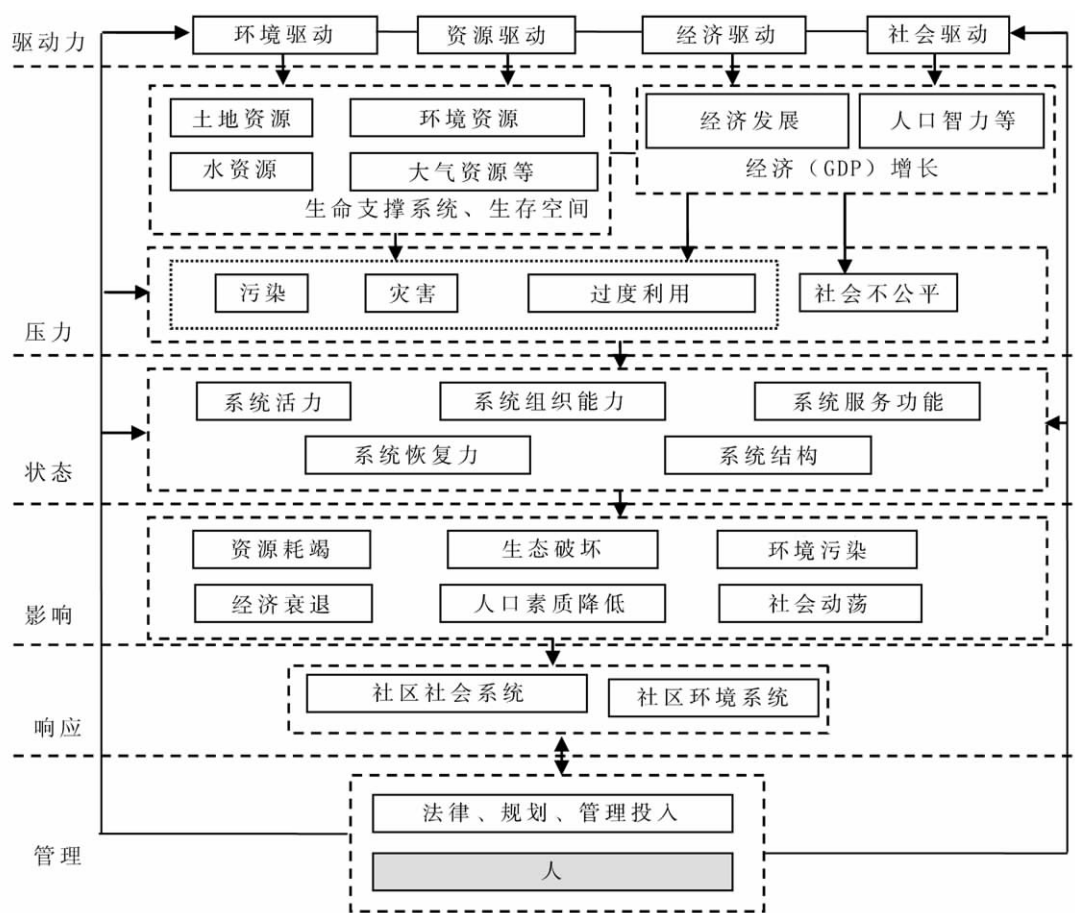 驱动力
环境驱动
资源驱动
经济驱动
社会驱动
土地资源
环境资源
水资源
大气资源等
生命支撑系统、生存空间
经济发展
人口智力等
经济（GDP）增长
压力
污染
灾害
过度利用
社会不公平
状态
系统活力
系统组织能力
系统服务功能
系统恢复力
系统结构
影响
资源耗竭
生态破坏
环境污染
经济衰退
人口素质降低
社会动荡
响应
社区社会系统
社区环境系统
管理
法律、规划、管理投入
人